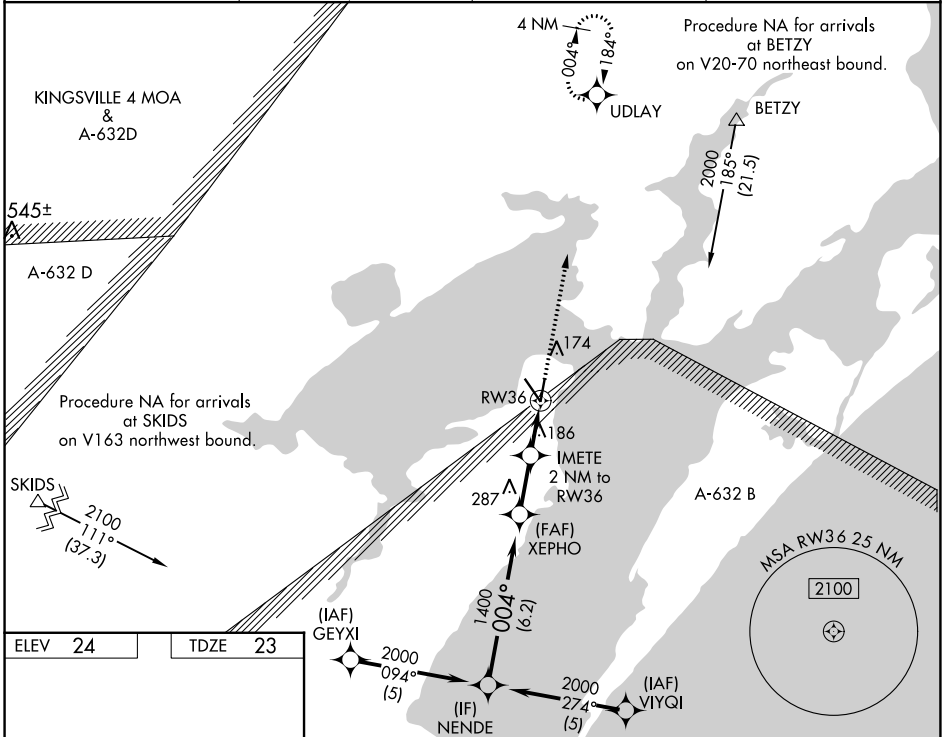 4 NM
004°
184°
UDLAY
Procedure NA for arrivals
at BETZY
on V20-70 northeast bound.
BETZY
2000
185°
(21.5)
KINGSVILLE 4 MOA
&
A-632D
545±
A-632 D
174
RW36
186
IMETE
2 NM to
RW36
287
(FAF)
XEPHO
A-632 B
Procedure NA for arrivals
at SKIDS
on V163 northwest bound.
SKIDS
2100
111°
(37.3)
MSA RW36 25 NM
2100
1400
004°
(6.2)
(IAF)
GEYXI
2000
094°
(5)
(IF)
NENDE
2000
274°
(5)
(IAF)
VIYQI
ELEV 24
TDZE 23